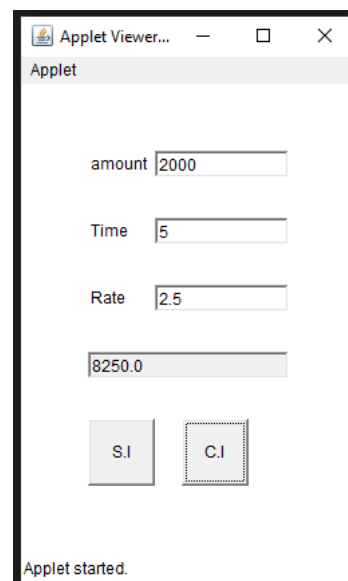 Applet Viewer...
Applet
amount 2000
Time 5
Rate 2.5
8250.0
S.I C.I
Applet started.